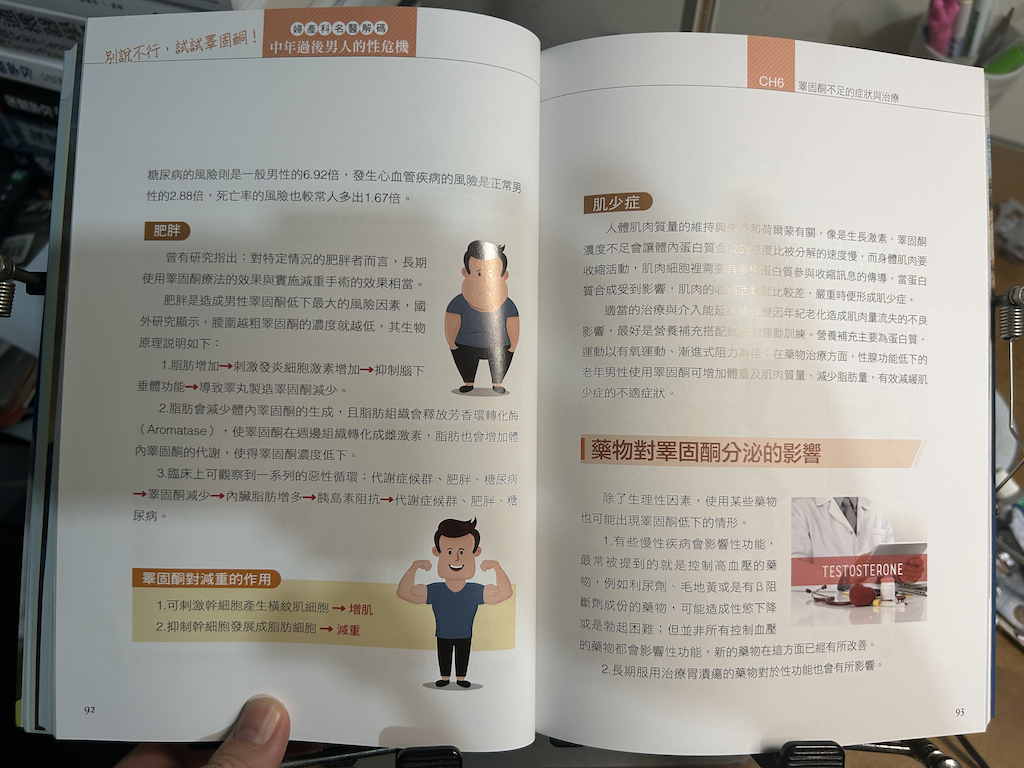 別說不行，試試睪固酮！
婦產科名醫解碼
中年過後男人的性危機
糖尿病的風險則是一般男性的6.92倍，發生心血管疾病的風險是正常男
性的2.88倍，死亡率的風險也較常人多出1.67倍。
肥胖
曾有研究指出：對特定情況的肥胖者而言，長期
使用睪固酮療法的效果與實施減重手術的效果相當。
肥胖是造成男性睪固酮低下最大的風險因素，國
外研究顯示，腰圍越粗睪固酮的濃度就越低，其生物
原理說明如下：
1.脂肪增加→刺激發炎細胞激素增加→抑制腦下
垂體功能→導致睪丸製造睪固酮減少。
2.脂肪會減少體內睪固酮的生成，且脂肪組織會釋放芳香環轉化酶
（Aromatase），使睪固酮在週邊組織轉化成雌激素，脂肪也會增加體
內睪固酮的代謝，使得睪固酮濃度低下。
3.臨床上可觀察到一系列的惡性循環：代謝症候群、肥胖、糖尿病
→睪固酮減少→內臟脂肪增多→胰島素阻抗→代謝症候群、肥胖、糖
尿病。
睪固酮對減重的作用
1.可刺激幹細胞產生橫紋肌細胞→增肌
2.抑制幹細胞發展成脂肪細胞→減重
92
CH6
睪固酮不足的症狀與治療
肌少症
人體肌肉質量的維持與和荷爾蒙有關，像是生長激素、睪固酮
濃度不足會讓體內蛋白質合成的速度比被分解的速度慢，而身體肌肉要
收縮活動，肌肉細胞裡需要有多種蛋白質參與收縮訊息的傳導，當蛋白
質合成受到影響，肌肉的收縮活動就比較差，嚴重時便形成肌少症。
適當的治療與介入能延緩或改變因年紀老化造成肌肉量流失的不良
影響，最好是營養補充搭配適當的運動訓練。營養補充主要為蛋白質，
運動以有氧運動、漸進式阻力為佳；在藥物治療方面，性腺功能低下的
老年男性使用睪固酮可增加體重及肌肉質量、減少脂肪量，有效減緩肌
少症的不適症狀。
藥物對睪固酮分泌的影響
除了生理性因素，使用某些藥物
也可能出現睪固酮低下的情形。
1.有些慢性疾病會影響性功能，
最常被提到的就是控制高血壓的藥
物，例如利尿劑、毛地黃或是有β阻
斷劑成份的藥物，可能造成性慾下降
或是勃起困難；但並非所有控制血壓
的藥物都會影響性功能，新的藥物在這方面已經有所改善。
2.長期服用治療胃潰瘍的藥物對於性功能也會有所影響。
TESTOSTERONE
93